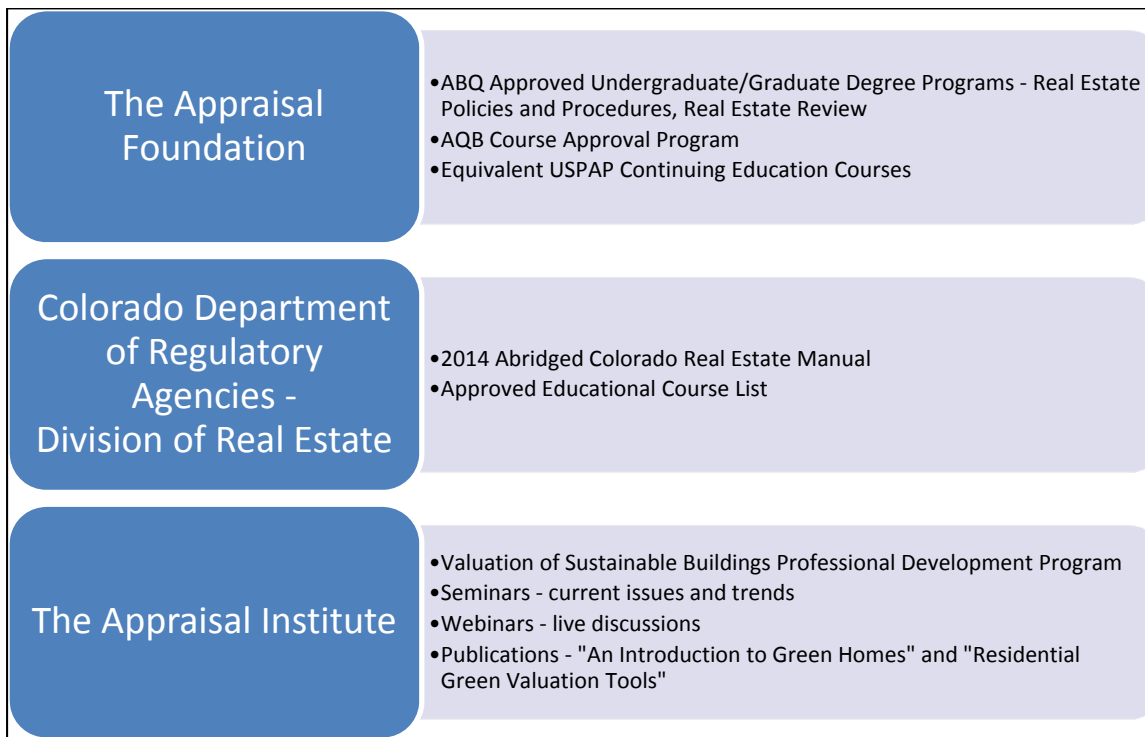 The Appraisal
Foundation
•ABQ Approved Undergraduate/Graduate Degree Programs - Real Estate
Policies and Procedures, Real Estate Review
•AQB Course Approval Program
•Equivalent USPAP Continuing Education Courses
Colorado Department
of Regulatory
Agencies -
Division of Real Estate
•2014 Abridged Colorado Real Estate Manual
•Approved Educational Course List
The Appraisal Institute
•Valuation of Sustainable Buildings Professional Development Program
•Seminars - current issues and trends
•Webinars - live discussions
•Publications - "An Introduction to Green Homes" and "Residential
Green Valuation Tools"